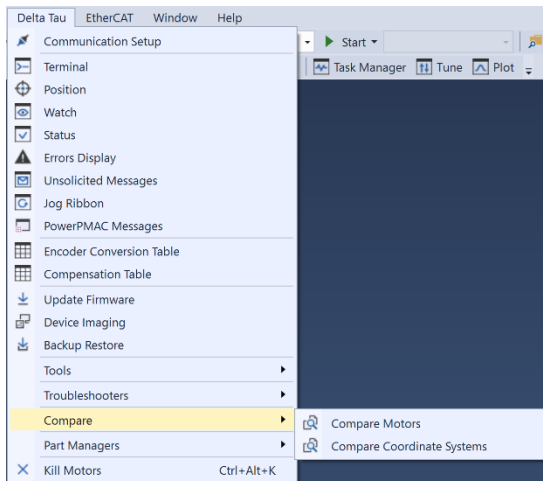 Delta Tau EtherCAT Window Help
Communication Setup
Start
Terminal
Task Manager Tune Plot
Position
Watch
Status
Errors Display
Unsolicited Messages
Jog Ribbon
PowerPMAC Messages
Encoder Conversion Table
Compensation Table
Update Firmware
Device Imaging
Backup Restore
Tools
Troubleshooters
Compare
Compare Motors
Compare Coordinate Systems
Part Managers
Kill Motors Ctrl+Alt+K